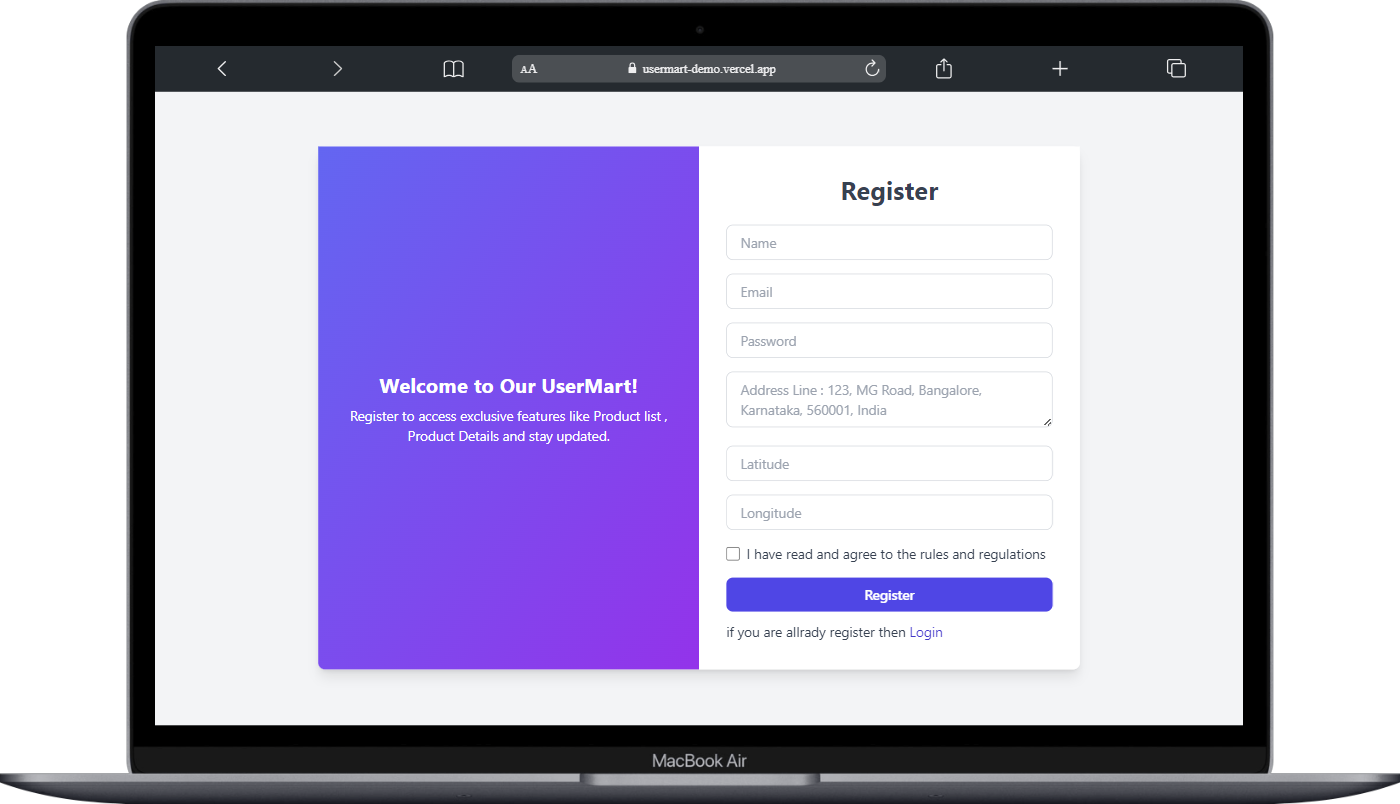 AA
usermart-demo.vercel.app
Welcome to Our UserMart!
Register to access exclusive features like Product list ,
Product Details and stay updated.
Register
Name
Email
Password
Address Line : 123, MG Road, Bangalore,
Karnataka, 560001, India
Latitude
Longitude
I have read and agree to the rules and regulations
Register
if you are allrady register then Login
MacBook Air